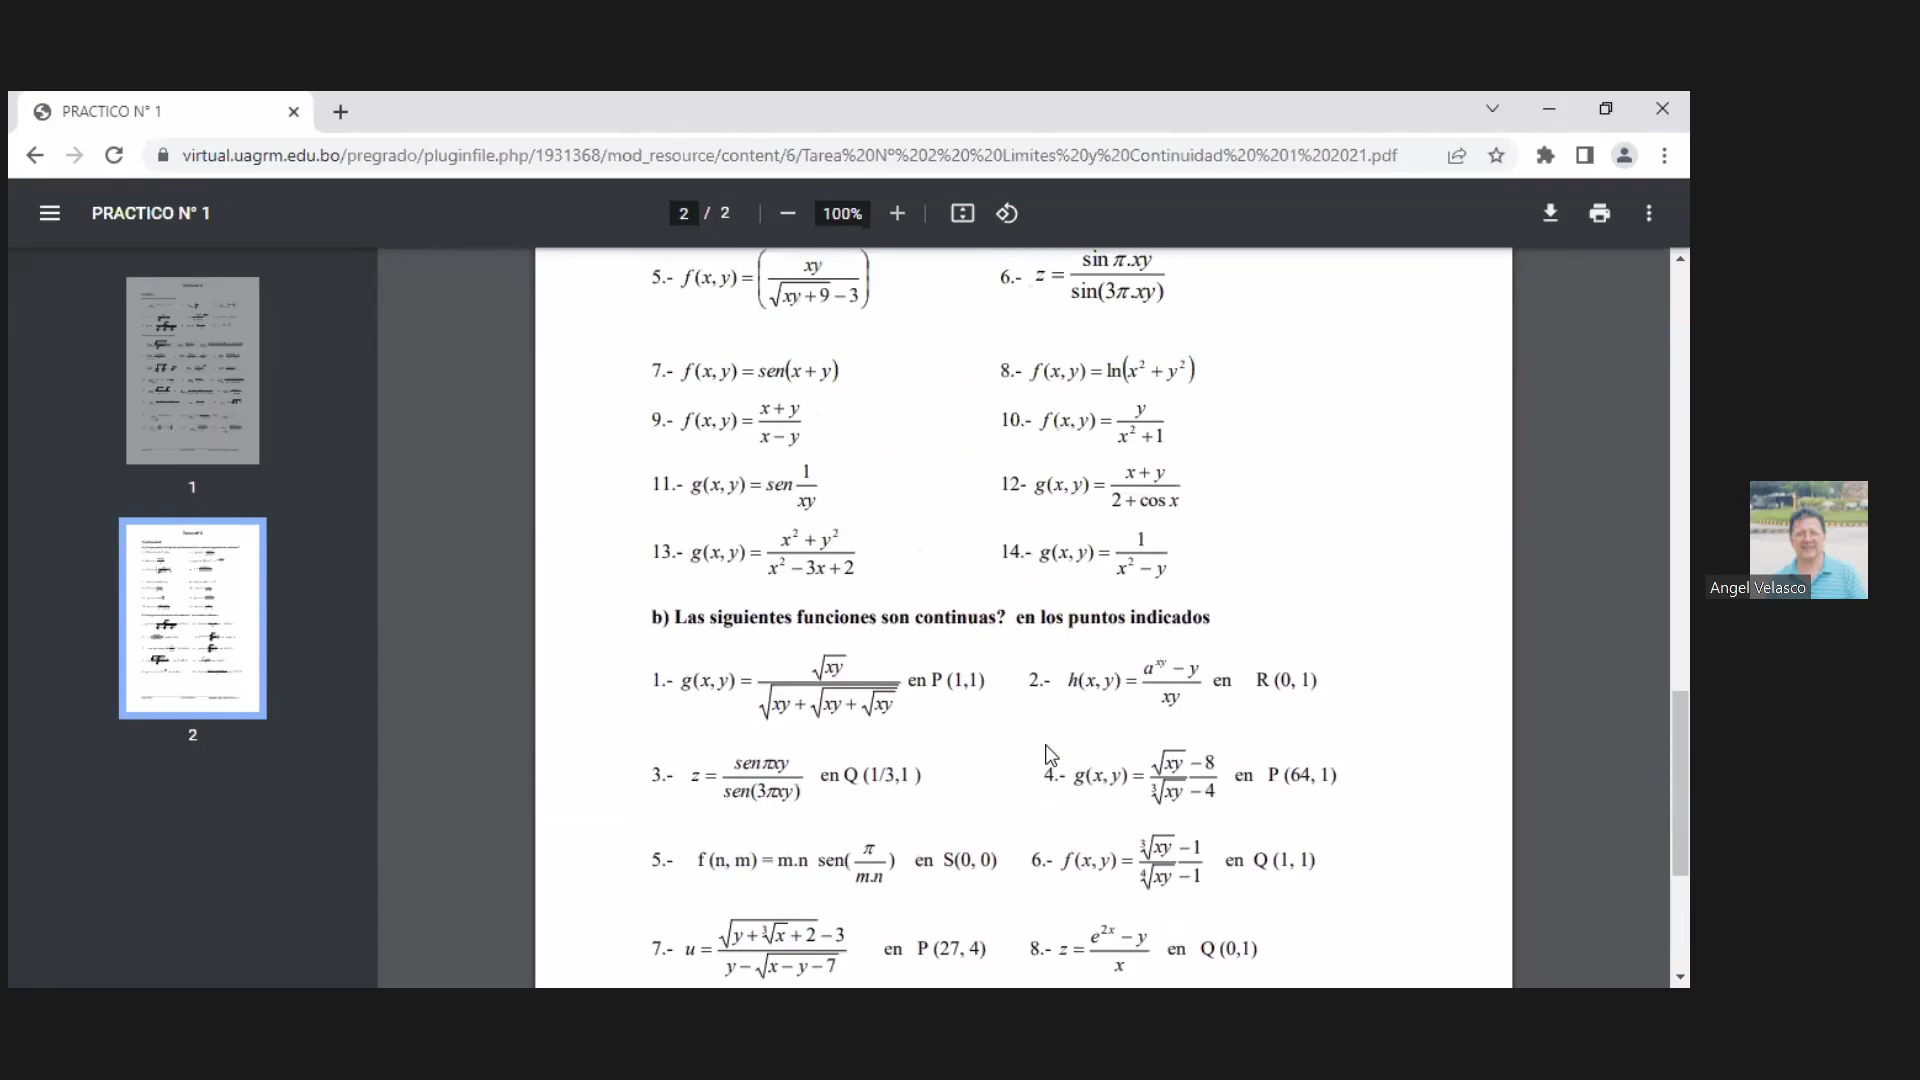 PRACTICO N° 1
virtual.uagrm.edu.bo/pregrado/pluginfile.php/1931368/mod_resource/content/6/Tarea%20Nº%202%20%20Limites%20y%20Continuidad%20%201%202021.pdf
PRACTICO N° 1
2 / 2
100%
5.- f(x, y) = (xy / (√(xy+9) − 3))
6.- z = sin π.xy / sin(3π.xy)
7.- f(x, y) = sen(x + y)
8.- f(x, y) = ln(x² + y²)
9.- f(x, y) = (x + y) / (x − y)
10.- f(x, y) = y / (x² + 1)
11.- g(x, y) = sen 1/xy
12- g(x, y) = (x + y) / (2 + cos x)
13.- g(x, y) = (x² + y²) / (x² − 3x + 2)
14.- g(x, y) = 1 / (x² − y)
b) Las siguientes funciones son continuas? en los puntos indicados
1.- g(x, y) = √xy / √(xy + √(xy + √xy)) en P (1,1)
2.- h(x, y) = (a^xy − y) / xy en R (0, 1)
3.- z = senπxy / sen(3πxy) en Q (1/3,1 )
4.- g(x, y) = (√xy − 8) / (∛xy − 4) en P (64, 1)
5.- f (n, m) = m.n sen( π / m.n ) en S(0, 0)
6.- f(x, y) = (∛xy − 1) / (∜xy − 1) en Q (1, 1)
7.- u = (√(y + ∛x + 2) − 3) / (y − √(x − y − 7)) en P (27, 4)
8.- z = (e^2x − y) / x en Q (0,1)
1
2
Angel Velasco